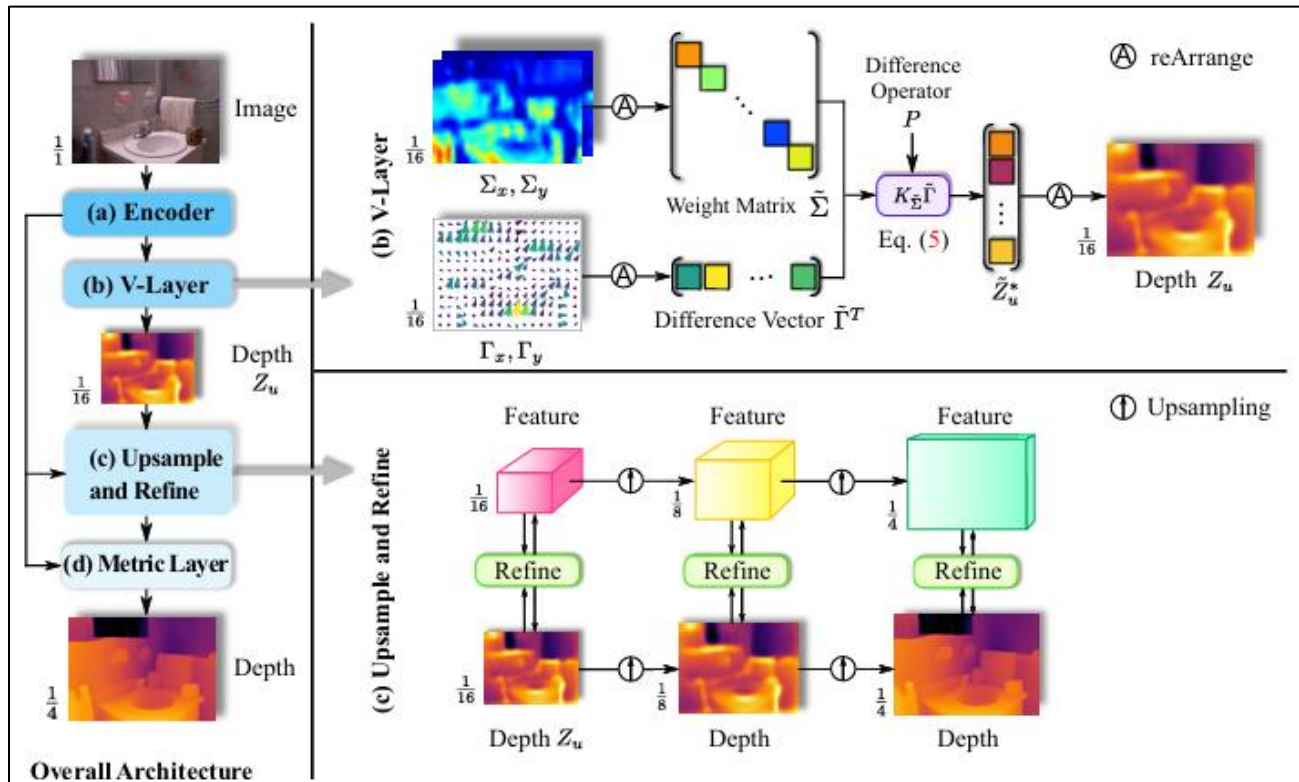 Image
1/1
(a) Encoder
(b) V-Layer
Depth
Z_u
1/16
(c) Upsample
and Refine
(d) Metric Layer
Depth
1/4
Overall Architecture
(b) V-Layer
1/16
Σ_x, Σ_y
1/16
Γ_x, Γ_y
A
Weight Matrix Σ̃
A
Difference Vector Γ̃^T
Difference
Operator
P
K_Σ̃ Γ̃
Eq. (5)
Z̃_u^*
A
1/16
Depth Z_u
A reArrange
(c) Upsample and Refine
Upsampling
Feature Feature Feature
1/16 1/8 1/4
Refine Refine Refine
1/16 1/8 1/4
Depth Z_u Depth Depth